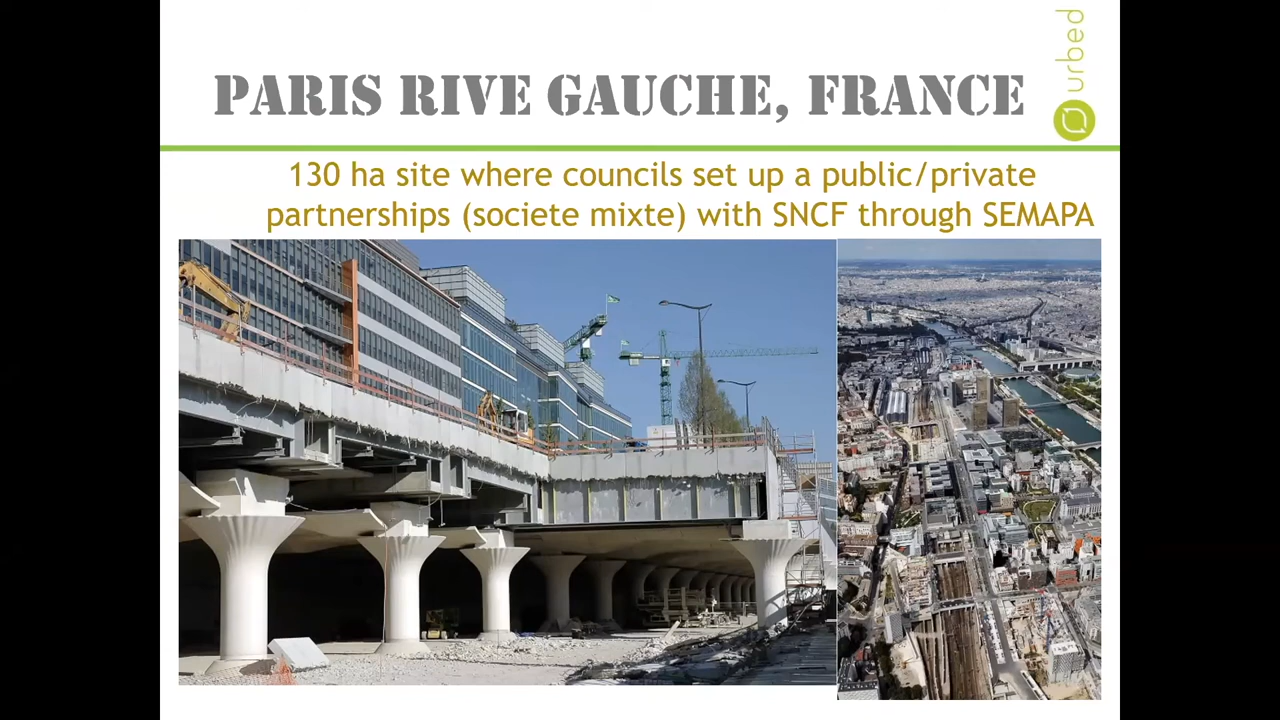 PARIS RIVE GAUCHE, FRANCE
urbed
130 ha site where councils set up a public/private
partnerships (societe mixte) with SNCF through SEMAPA